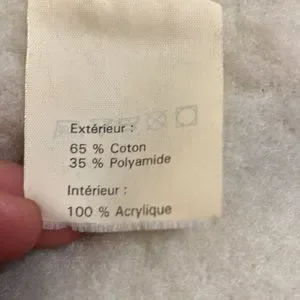 Extérieur :
65 % Coton
35 % Polyamide
Intérieur :
100 % Acrylique